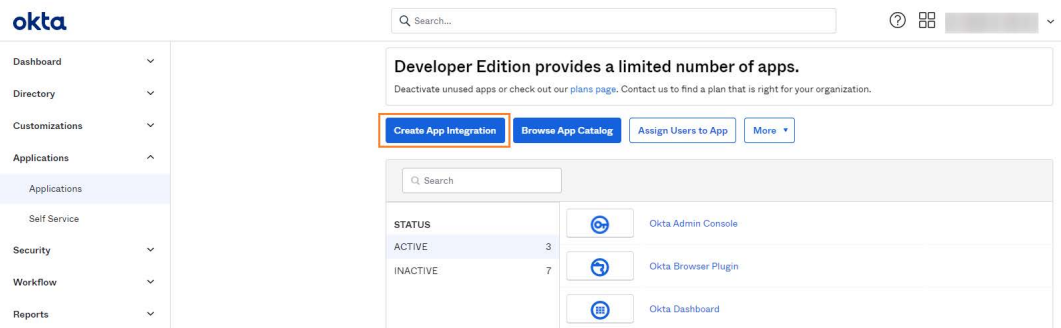 okta
Search...
Dashboard
Directory
Customizations
Applications
Applications
Self Service
Security
Workflow
Reports
Developer Edition provides a limited number of apps.
Deactivate unused apps or check out our plans page. Contact us to find a plan that is right for your organization.
Create App Integration Browse App Catalog Assign Users to App More
Search
STATUS
ACTIVE 3
INACTIVE 7
Okta Admin Console
Okta Browser Plugin
Okta Dashboard